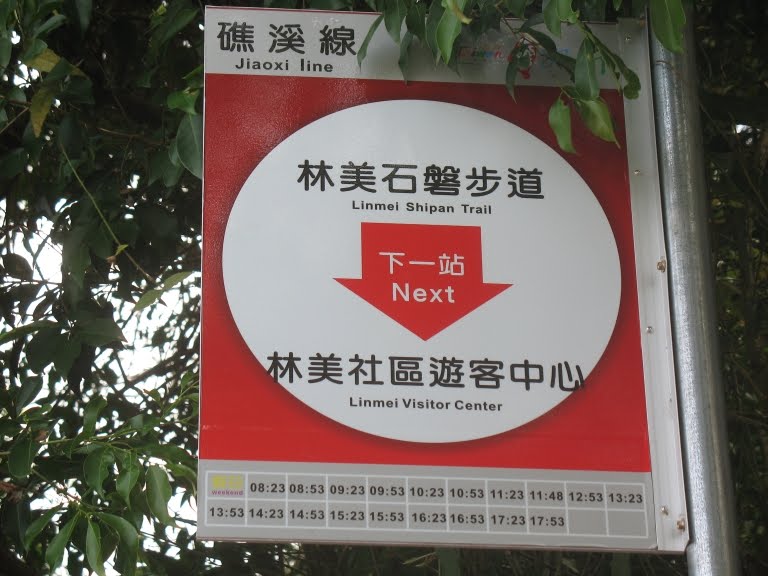 礁溪線
Jiaoxi line
林美石磐步道
Linmei Shipan Trail
下一站
Next
林美社區遊客中心
Linmei Visitor Center
weekend 08:23 08:53 09:23 09:53 10:23 10:53 11:23 11:48 12:53 13:23
13:53 14:23 14:53 15:23 15:53 16:23 16:53 17:23 17:53